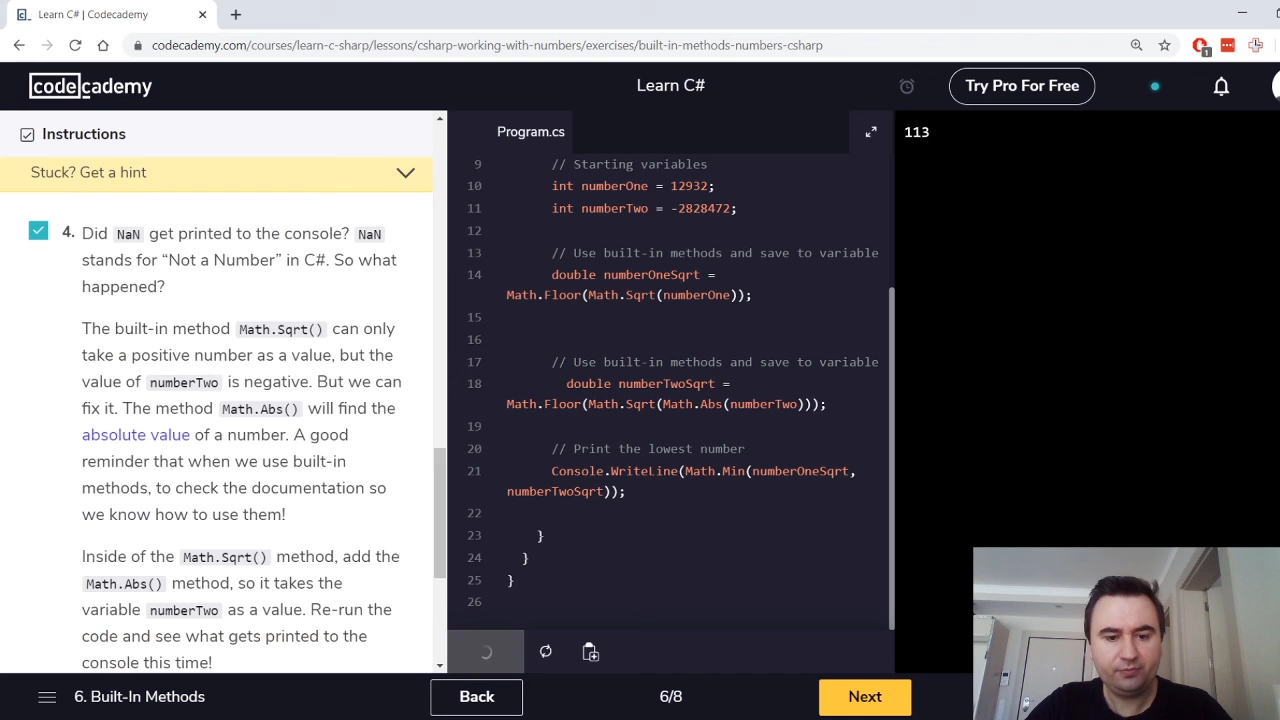 Learn C# | Codecademy
codecademy.com/courses/learn-c-sharp/lessons/csharp-working-with-numbers/exercises/built-in-methods-numbers-csharp
1
codecademy
Learn C#
Try Pro For Free
Instructions
Stuck? Get a hint
4. Did NaN get printed to the console? NaN
stands for “Not a Number” in C#. So what
happened?
The built-in method Math.Sqrt() can only
take a positive number as a value, but the
value of numberTwo is negative. But we can
fix it. The method Math.Abs() will find the
absolute value of a number. A good
reminder that when we use built-in
methods, to check the documentation so
we know how to use them!
Inside of the Math.Sqrt() method, add the
Math.Abs() method, so it takes the
variable numberTwo as a value. Re-run the
code and see what gets printed to the
console this time!
Program.cs
9 // Starting variables
10 int numberOne = 12932;
11 int numberTwo = -2828472;
12
13 // Use built-in methods and save to variable
14 double numberOneSqrt =
Math.Floor(Math.Sqrt(numberOne));
15
16
17 // Use built-in methods and save to variable
18 double numberTwoSqrt =
Math.Floor(Math.Sqrt(Math.Abs(numberTwo)));
19
20 // Print the lowest number
21 Console.WriteLine(Math.Min(numberOneSqrt,
numberTwoSqrt));
22
23 }
24 }
25 }
26
113
6. Built-In Methods
Back
6/8
Next